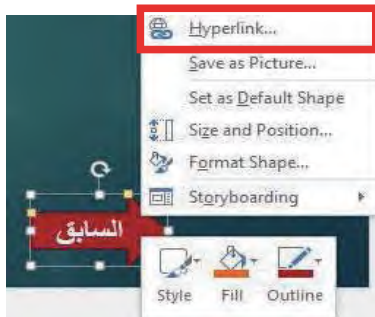 Hyperlink...
Save as Picture...
Set as Default Shape
Size and Position...
Format Shape...
Storyboarding
السابق
Style Fill Outline